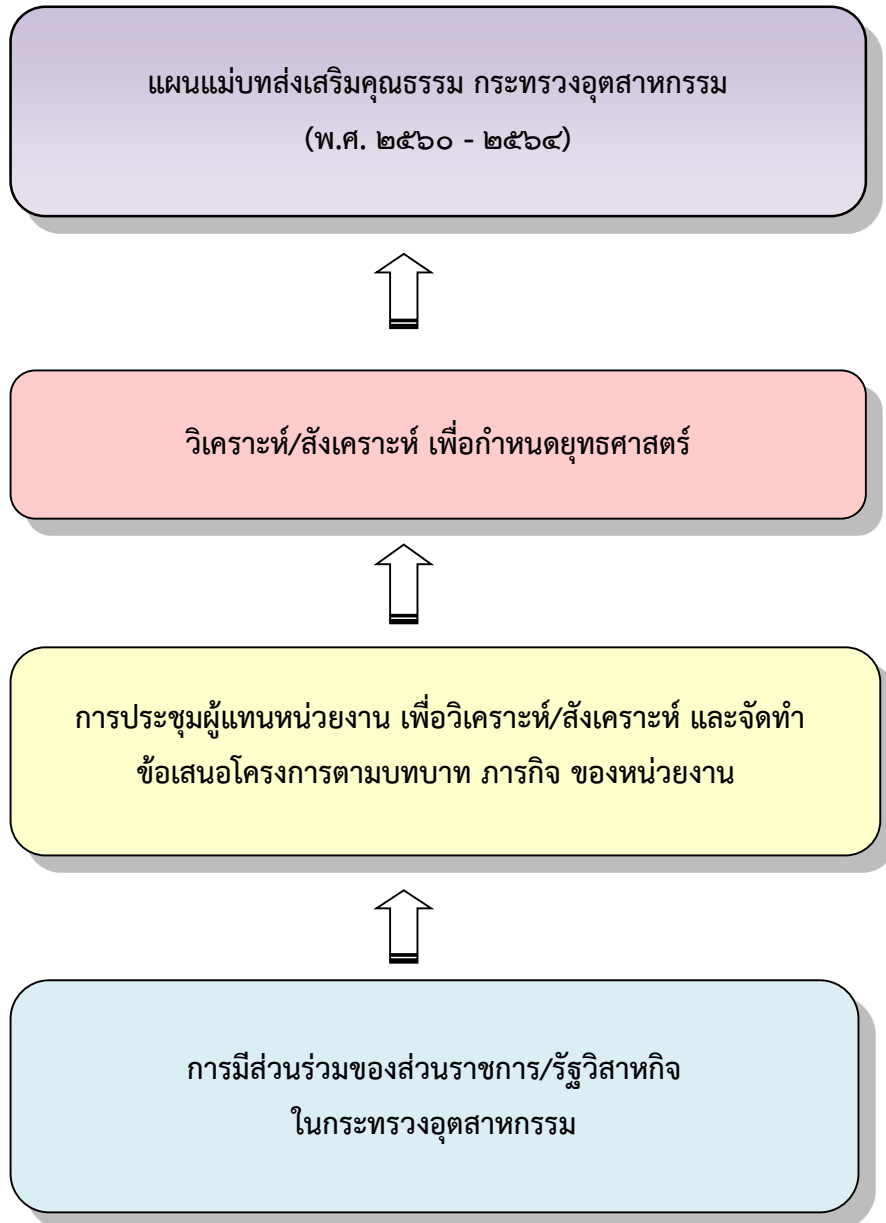 แผนแม่บทส่งเสริมคุณธรรม กระทรวงอุตสาหกรรม
(พ.ศ. ๒๕๖๐ - ๒๕๖๔)
วิเคราะห์/สังเคราะห์ เพื่อกำหนดยุทธศาสตร์
การประชุมผู้แทนหน่วยงาน เพื่อวิเคราะห์/สังเคราะห์ และจัดทำ
ข้อเสนอโครงการตามบทบาท ภารกิจ ของหน่วยงาน
การมีส่วนร่วมของส่วนราชการ/รัฐวิสาหกิจ
ในกระทรวงอุตสาหกรรม